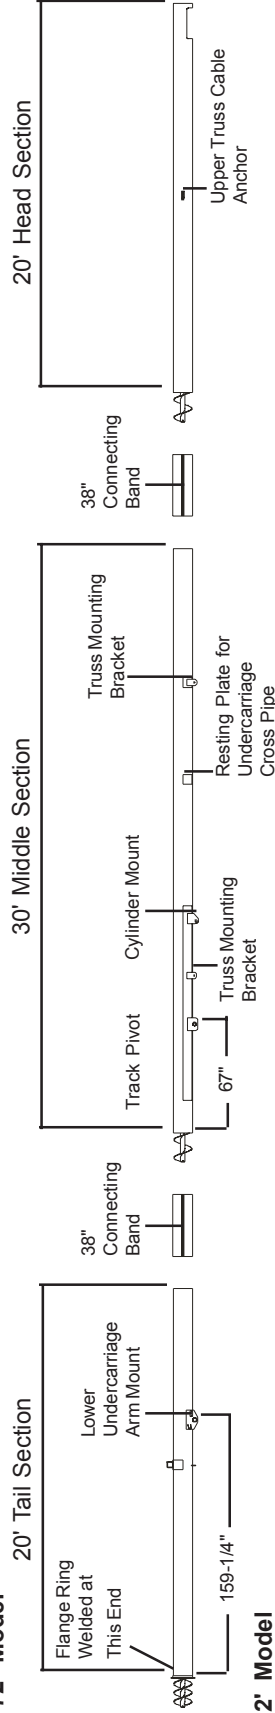 20' Tail Section
30' Middle Section
20' Head Section
Flange Ring
Welded at
This End
Lower
Undercarriage
Arm Mount
159-1/4"
38"
Connecting
Band
Track Pivot
67"
Cylinder Mount
Truss Mounting
Bracket
Truss Mounting
Bracket
Resting Plate for
Undercarriage
Cross Pipe
38"
Connecting
Band
Upper Truss Cable
Anchor
2' Model